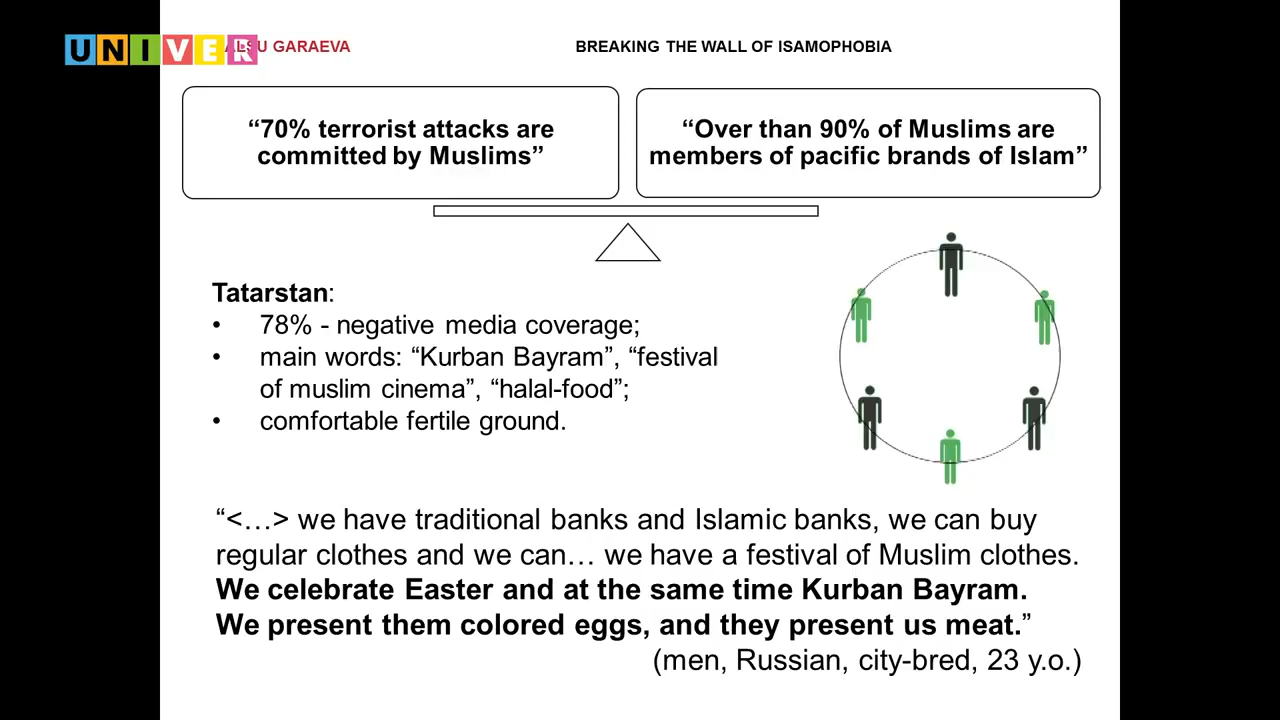 UNIVER
GARAEVA
BREAKING THE WALL OF ISAMOPHOBIA
“70% terrorist attacks are
committed by Muslims”
“Over than 90% of Muslims are
members of pacific brands of Islam”
Tatarstan:
• 78% - negative media coverage;
• main words: “Kurban Bayram”, “festival
of muslim cinema”, “halal-food”;
• comfortable fertile ground.
“<…> we have traditional banks and Islamic banks, we can buy
regular clothes and we can… we have a festival of Muslim clothes.
We celebrate Easter and at the same time Kurban Bayram.
We present them colored eggs, and they present us meat.”
(men, Russian, city-bred, 23 y.o.)